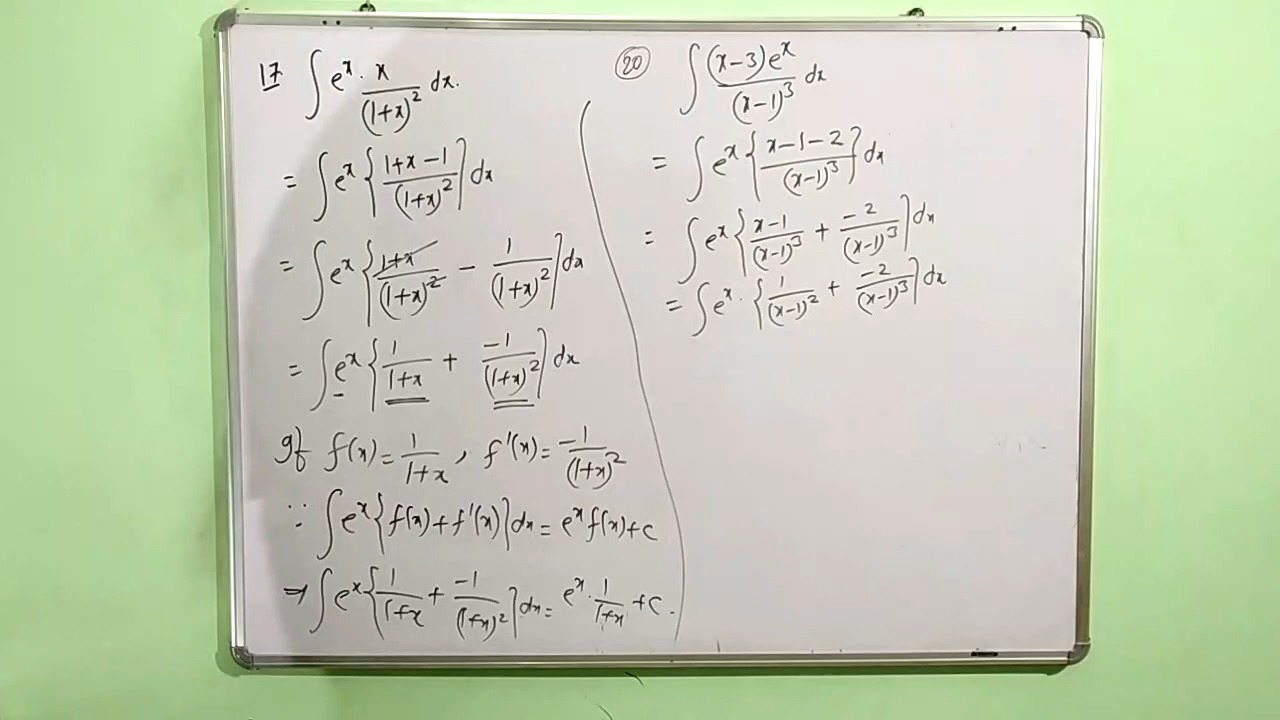 17 ∫ e^x · x/(1+x)^2 dx.
= ∫ e^x { (1+x-1)/(1+x)^2 } dx
= ∫ e^x { (1+x)/(1+x)^2 - 1/(1+x)^2 } dx
= ∫ e^x { 1/(1+x) + (-1)/(1+x)^2 } dx
If f(x) = 1/(1+x), f'(x) = -1/(1+x)^2
∵ ∫ e^x { f(x) + f'(x) } dx = e^x f(x) + c
⇒ ∫ e^x { 1/(1+x) + (-1)/(1+x)^2 } dx = e^x · 1/(1+x) + c.
20 ∫ (x-3)e^x/(x-1)^3 dx
= ∫ e^x { (x-1-2)/(x-1)^3 } dx
= ∫ e^x { (x-1)/(x-1)^3 + (-2)/(x-1)^3 } dx
= ∫ e^x · { 1/(x-1)^2 + (-2)/(x-1)^3 } dx